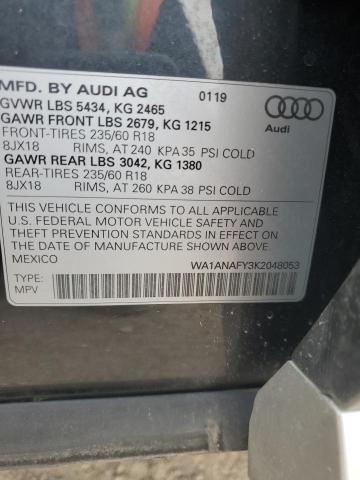 MFD. BY AUDI AG 0119
GVWR LBS 5434, KG 2465
GAWR FRONT LBS 2679, KG 1215
FRONT-TIRES 235/60 R18
8JX18 RIMS, AT 240 KPA 35 PSI COLD
GAWR REAR LBS 3042, KG 1380
REAR-TIRES 235/60 R18
8JX18 RIMS, AT 260 KPA 38 PSI COLD
Audi
THIS VEHICLE CONFORMS TO ALL APPLICABLE
U.S. FEDERAL MOTOR VEHICLE SAFETY AND
THEFT PREVENTION STANDARDS IN EFFECT ON THE
DATE OF MANUFACTURE SHOWN ABOVE.
MEXICO
WA1ANAFY3K2048053
TYPE:
MPV